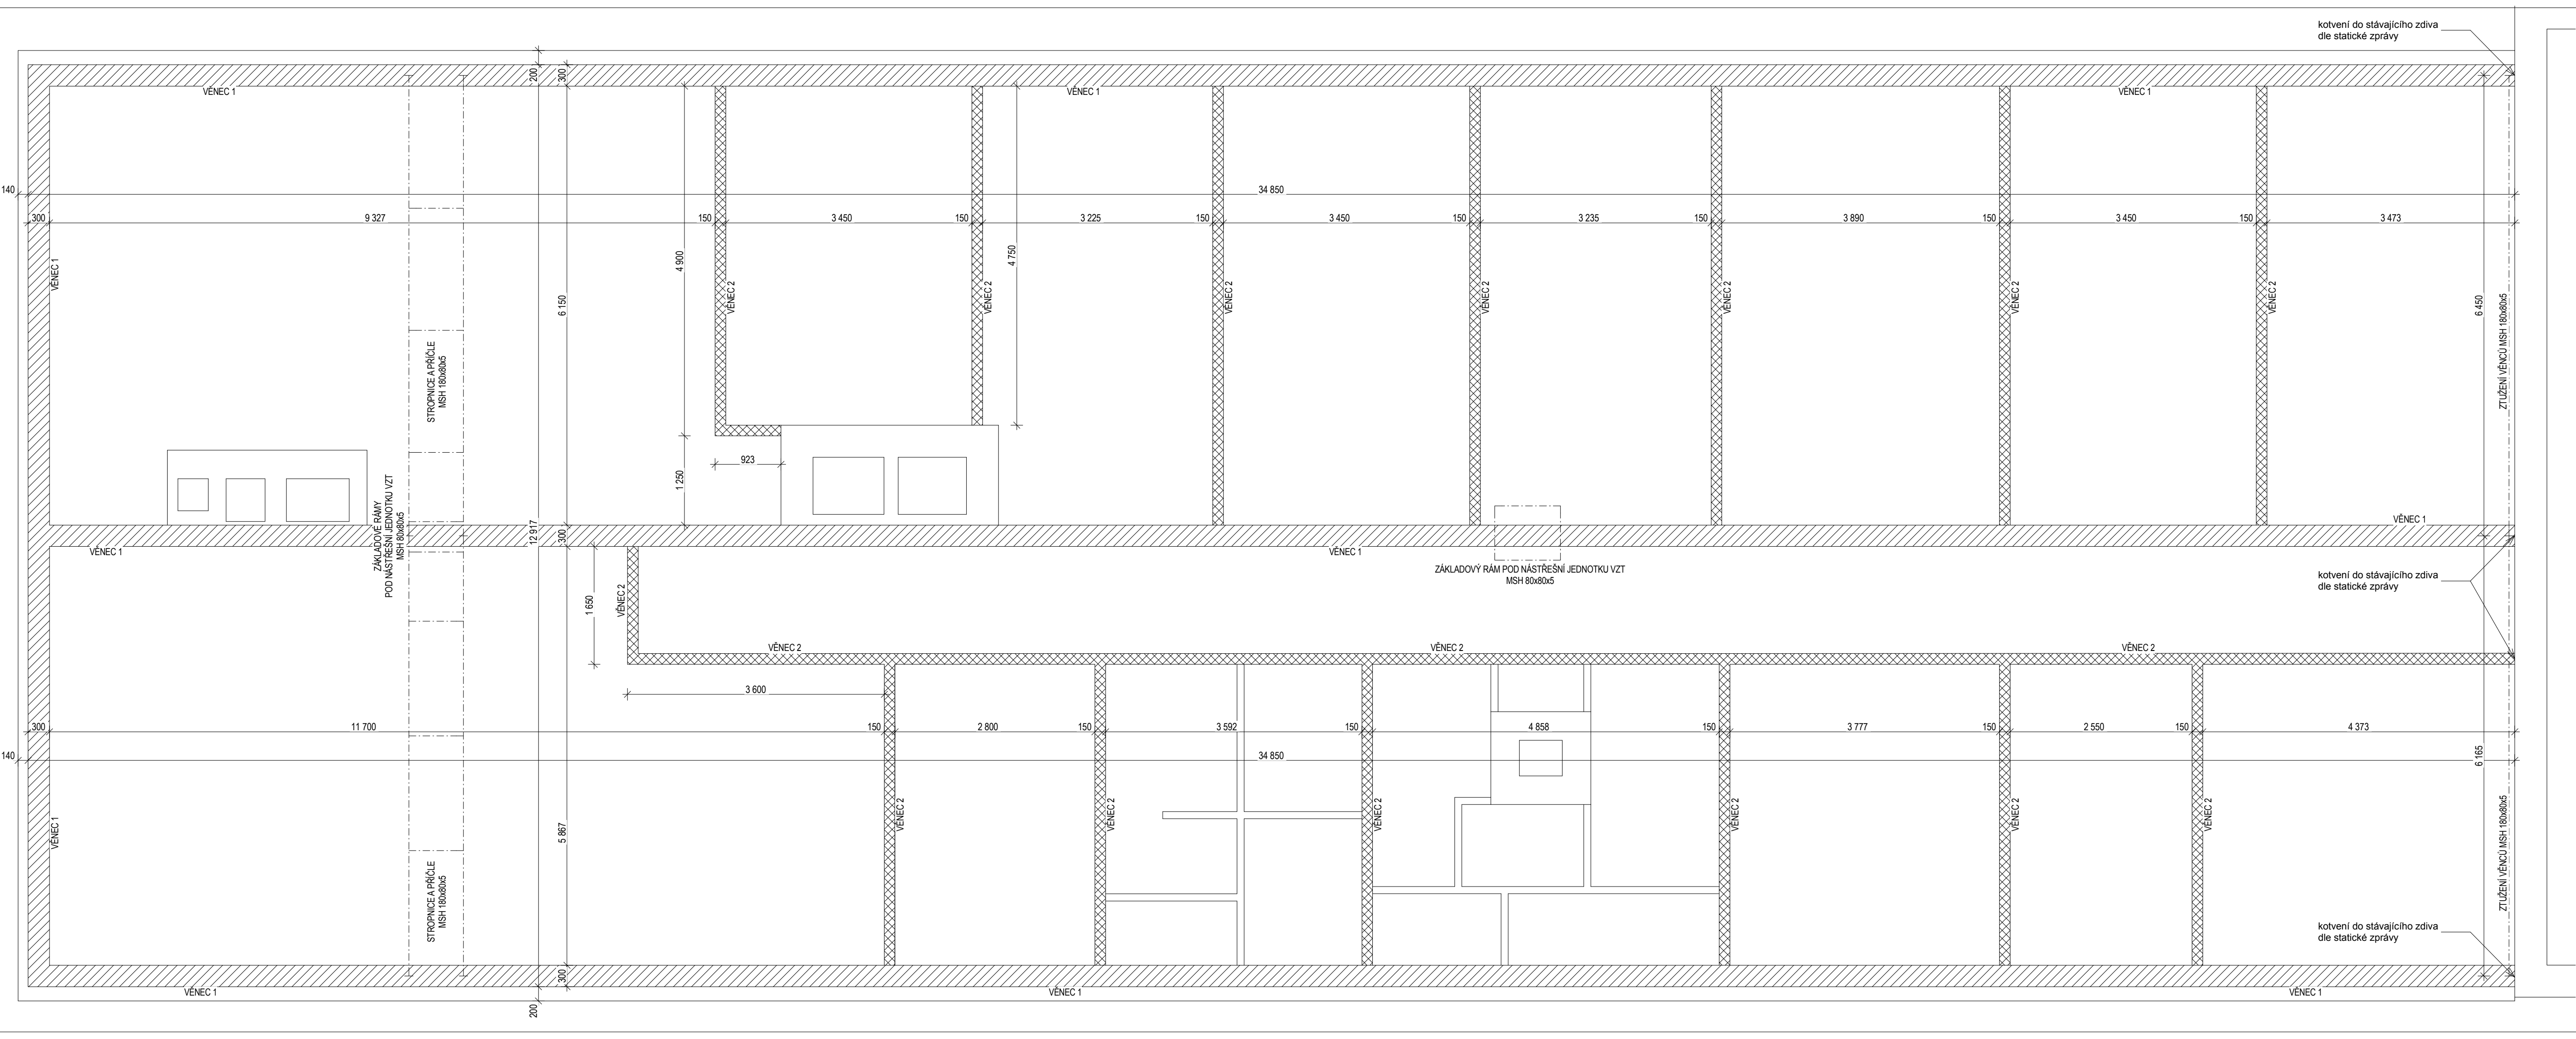 kotvení do stávajícího zdiva
dle statické zprávy
200
300
VĚNEC 1
VĚNEC 1
VĚNEC 1
140
34 850
300
9 327
150
3 450
150
3 225
150
3 450
150
3 235
150
3 890
150
3 450
150
3 473
VĚNEC 1
4 900
4 750
6 150
VĚNEC 2
VĚNEC 2
VĚNEC 2
VĚNEC 2
VĚNEC 2
VĚNEC 2
VĚNEC 2
6 450
ZTUŽENÍ VĚNCŮ MSH 180x80x5
STROPNICE A PŘÍČLE
MSH 180x80x5
923
1 250
ZÁKLADOVÉ RÁMY
POD NÁSTŘEŠNÍ JEDNOTKU VZT
MSH 80x80x5
12 917
300
VĚNEC 1
VĚNEC 1
VĚNEC 1
ZÁKLADOVÝ RÁM POD NÁSTŘEŠNÍ JEDNOTKU VZT
MSH 80x80x5
kotvení do stávajícího zdiva
dle statické zprávy
1 650
VĚNEC 2
VĚNEC 2
VĚNEC 2
VĚNEC 2
3 600
300
11 700
150
2 800
150
3 592
150
4 858
150
3 777
150
2 550
150
4 373
140
34 850
6 165
VĚNEC 1
5 867
VĚNEC 2
VĚNEC 2
VĚNEC 2
VĚNEC 2
VĚNEC 2
VĚNEC 2
ZTUŽENÍ VĚNCŮ MSH 180x80x5
STROPNICE A PŘÍČLE
MSH 180x80x5
kotvení do stávajícího zdiva
dle statické zprávy
300
VĚNEC 1
VĚNEC 1
VĚNEC 1
200